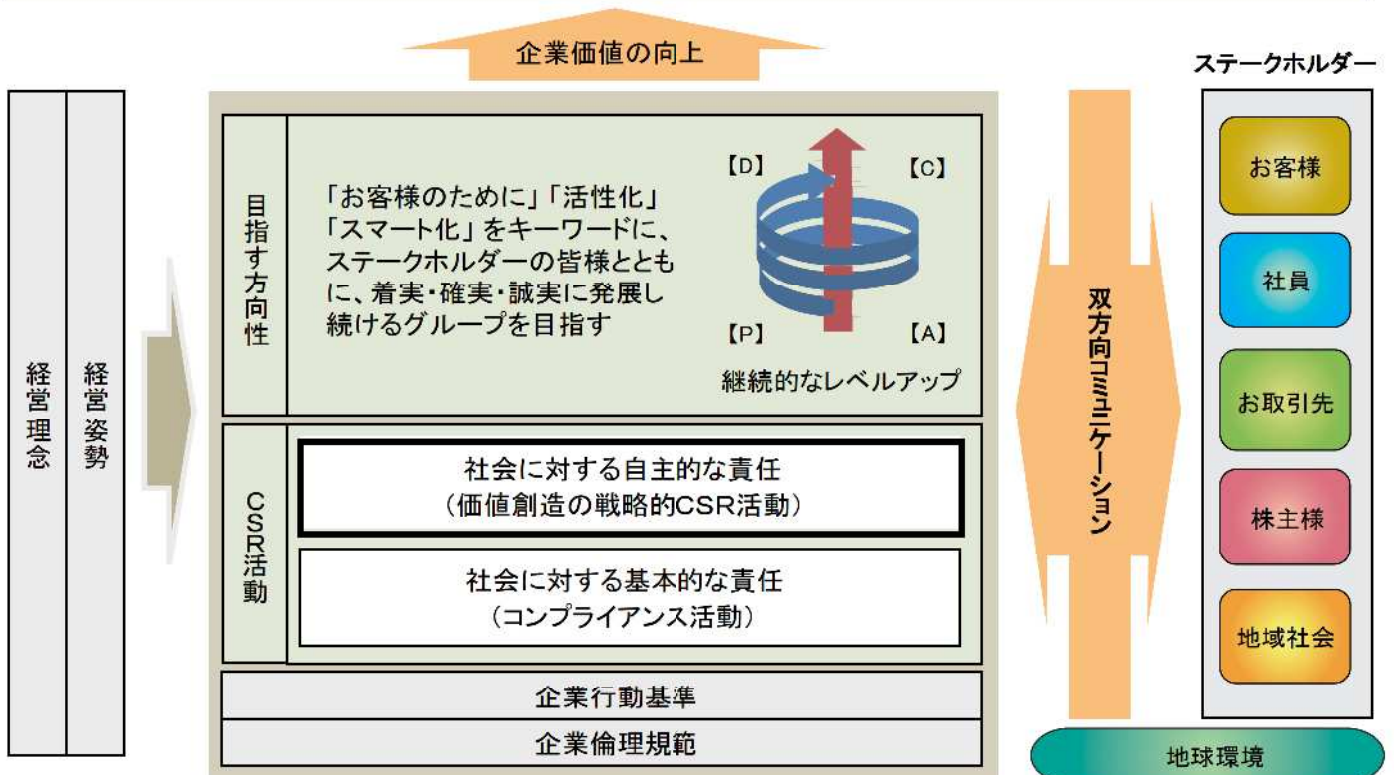 企業価値の向上
ステークホルダー
経営理念
経営姿勢
目指す方向性
「お客様のために」「活性化」
「スマート化」をキーワードに、
ステークホルダーの皆様ととも
に、着実・確実・誠実に発展し
続けるグループを目指す
【D】
【C】
【P】
【A】
継続的なレベルアップ
CSR活動
社会に対する自主的な責任
(価値創造の戦略的CSR活動)
社会に対する基本的な責任
(コンプライアンス活動)
企業行動基準
企業倫理規範
双方向コミュニケーション
お客様
社員
お取引先
株主様
地域社会
地球環境